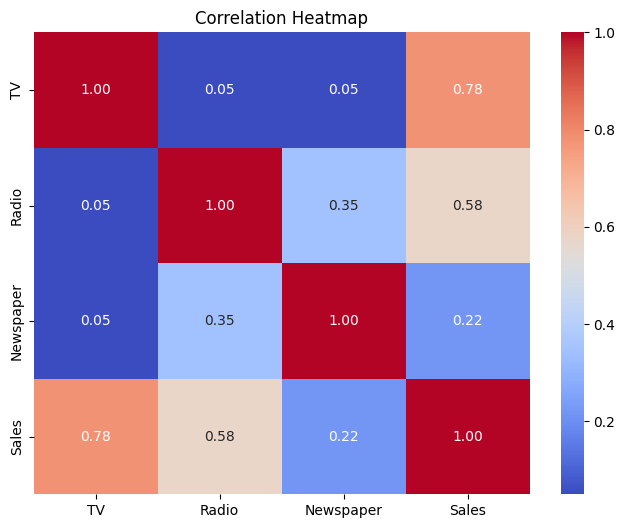 Correlation Heatmap
TV
1.00 0.05 0.05 0.78
Radio
0.05 1.00 0.35 0.58
Newspaper
0.05 0.35 1.00 0.22
Sales
0.78 0.58 0.22 1.00
TV Radio Newspaper Sales
1.0
0.8
0.6
0.4
0.2